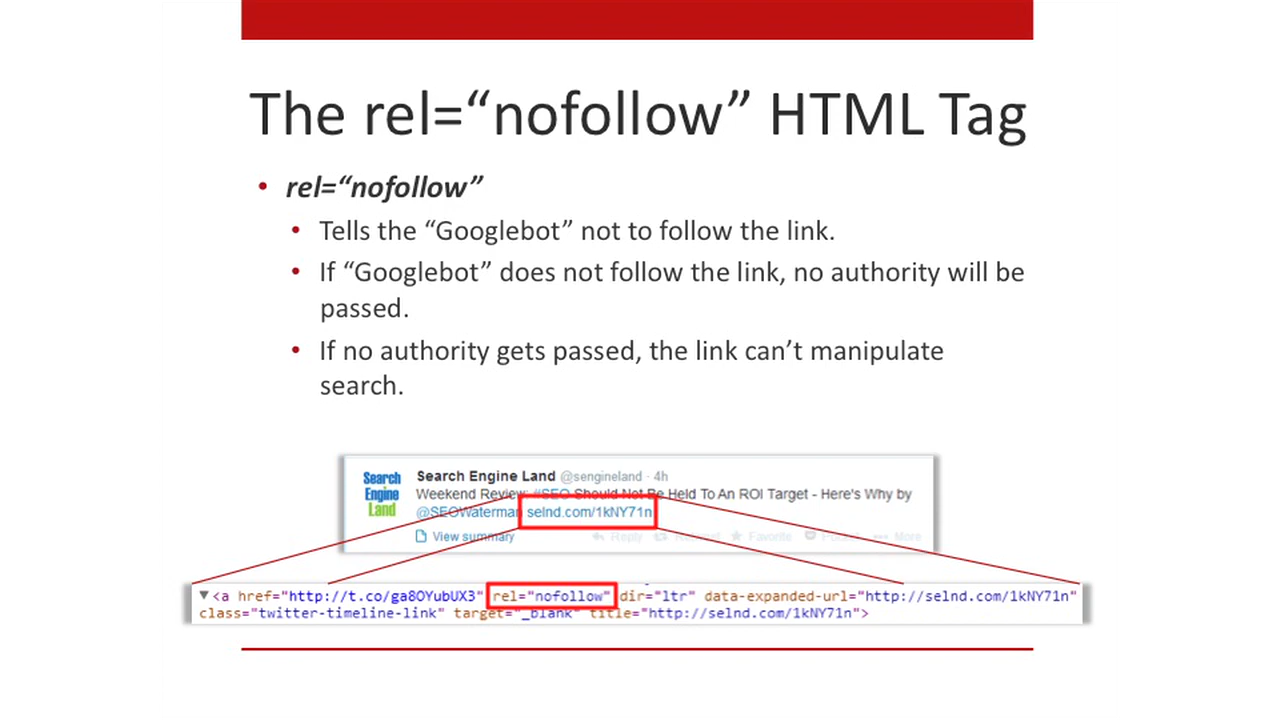 The rel=“nofollow” HTML Tag
• rel=“nofollow”
• Tells the “Googlebot” not to follow the link.
• If “Googlebot” does not follow the link, no authority will be
passed.
• If no authority gets passed, the link can’t manipulate
search.
Search
Engine
Land
Search Engine Land @sengineland · 4h
Weekend Review: #SEO Should Not Be Held To An ROI Target - Here's Why by
@SEOWaterman selnd.com/1kNY71n
View summary Reply Favorite More
▼<a href="http://t.co/ga8OYubUX3" rel="nofollow" dir="ltr" data-expanded-url="http://selnd.com/1kNY71n"
class="twitter-timeline-link" target="_blank" title="http://selnd.com/1kNY71n">